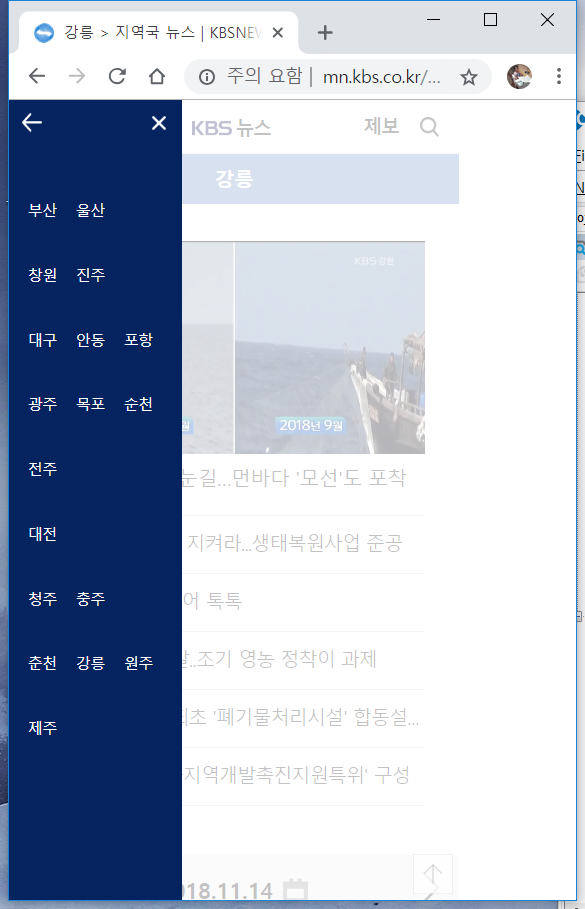 강릉 > 지역국 뉴스 | KBSNEW
주의 요함 | mn.kbs.co.kr/...
KBS 뉴스 제보
강릉
부산 울산
창원 진주
대구 안동 포항
광주 목포 순천
전주
대전
청주 충주
춘천 강릉 원주
제주
KBS 강원
월 2018년 9월
눈길...먼바다 '모선'도 포착
지켜라...생태복원사업 준공
어 톡톡
..조기 영농 정착이 과제
최초 '폐기물처리시설' 합동설...
지역개발촉진지원특위' 구성
018.11.14